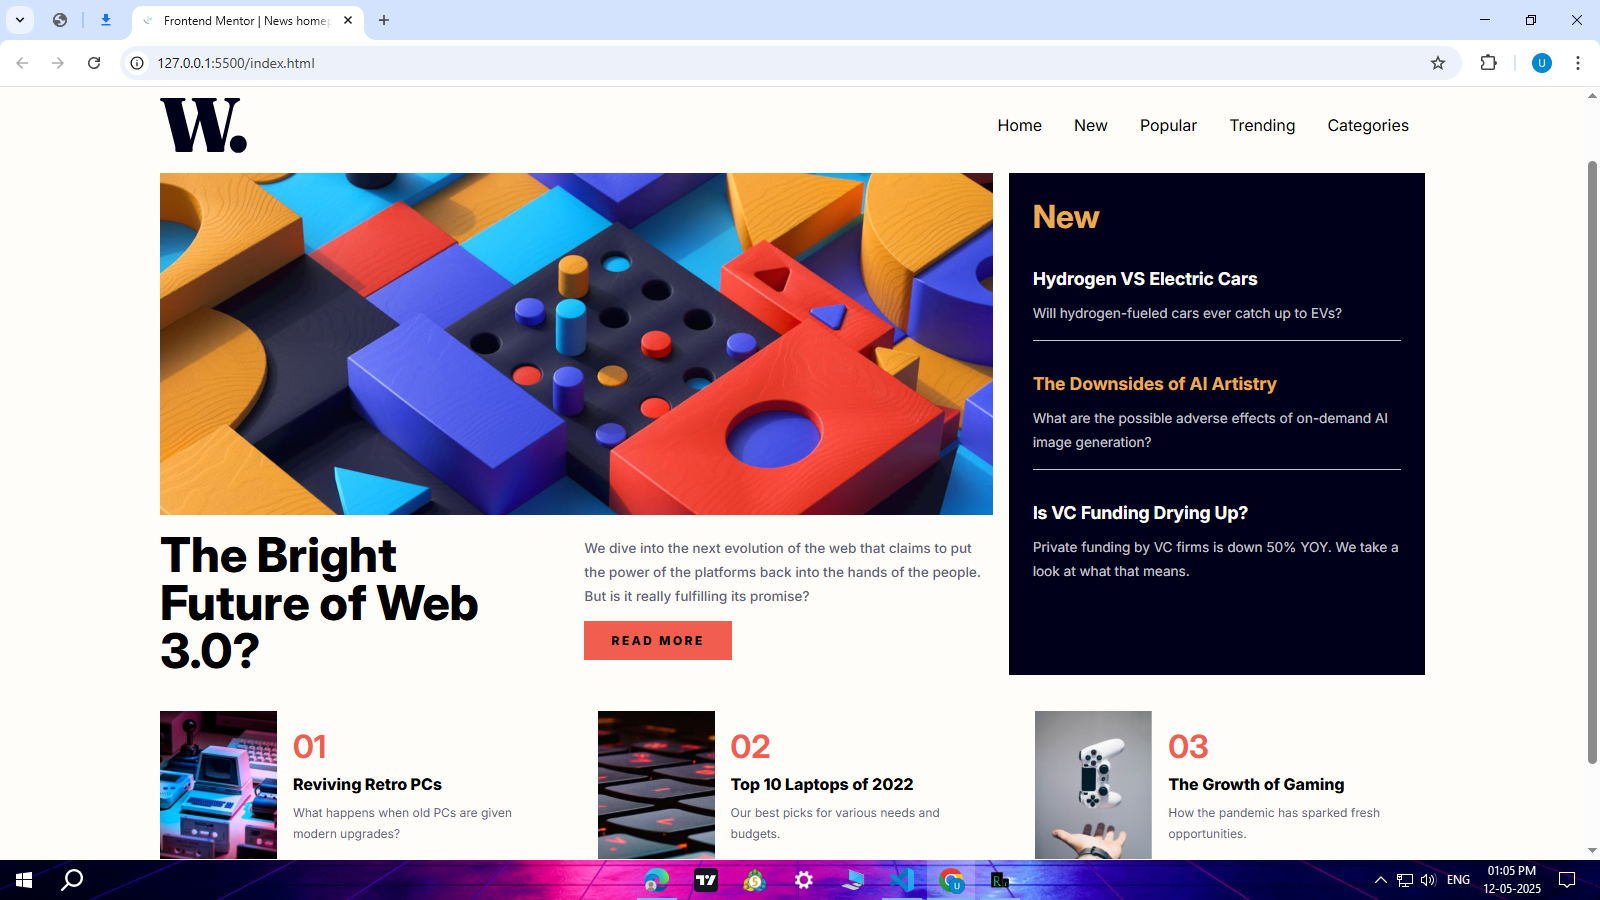 Frontend Mentor | News homep
127.0.0.1:5500/index.html
U
W.
Home New Popular Trending Categories
New
Hydrogen VS Electric Cars
Will hydrogen-fueled cars ever catch up to EVs?
The Downsides of AI Artistry
What are the possible adverse effects of on-demand AI
image generation?
Is VC Funding Drying Up?
Private funding by VC firms is down 50% YOY. We take a
look at what that means.
The Bright
Future of Web
3.0?
We dive into the next evolution of the web that claims to put
the power of the platforms back into the hands of the people.
But is it really fulfilling its promise?
READ MORE
01
Reviving Retro PCs
What happens when old PCs are given
modern upgrades?
02
Top 10 Laptops of 2022
Our best picks for various needs and
budgets.
03
The Growth of Gaming
How the pandemic has sparked fresh
opportunities.
U
ENG
01:05 PM
12-05-2025